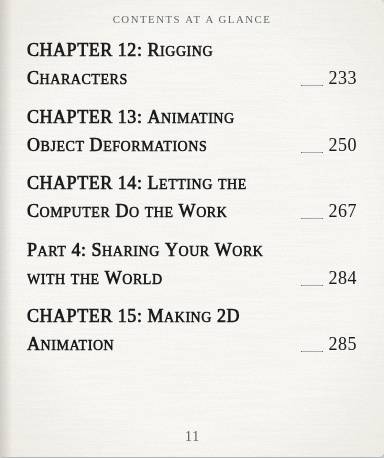 CONTENTS AT A GLANCE
CHAPTER 12: RIGGING
CHARACTERS 233
CHAPTER 13: ANIMATING
OBJECT DEFORMATIONS 250
CHAPTER 14: LETTING THE
COMPUTER DO THE WORK 267
PART 4: SHARING YOUR WORK
WITH THE WORLD 284
CHAPTER 15: MAKING 2D
ANIMATION 285
11